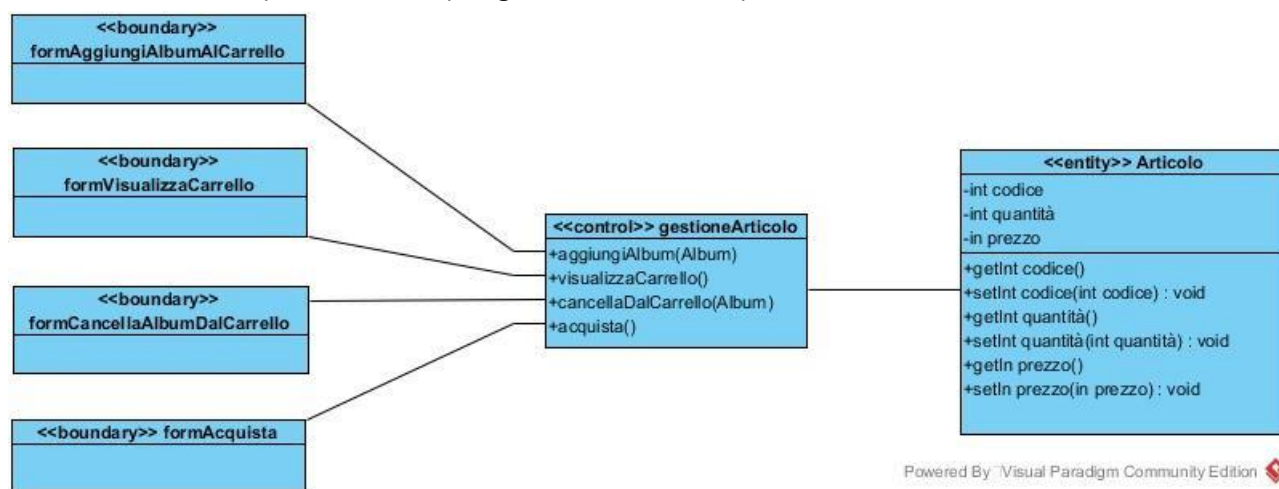 <<boundary>>
formAggiungiAlbumAlCarrello
<<boundary>>
formVisualizzaCarrello
<<boundary>>
formCancellaAlbumDalCarrello
<<boundary>> formAcquista
<<control>> gestioneArticolo
+aggiungiAlbum(Album)
+visualizzaCarrello()
+cancellaDalCarrello(Album)
+acquista()
<<entity>> Articolo
-int codice
-int quantità
-in prezzo
+getInt codice()
+setInt codice(int codice) : void
+getInt quantità()
+setInt quantità(int quantità) : void
+getIn prezzo()
+setIn prezzo(in prezzo) : void
Powered By Visual Paradigm Community Edition